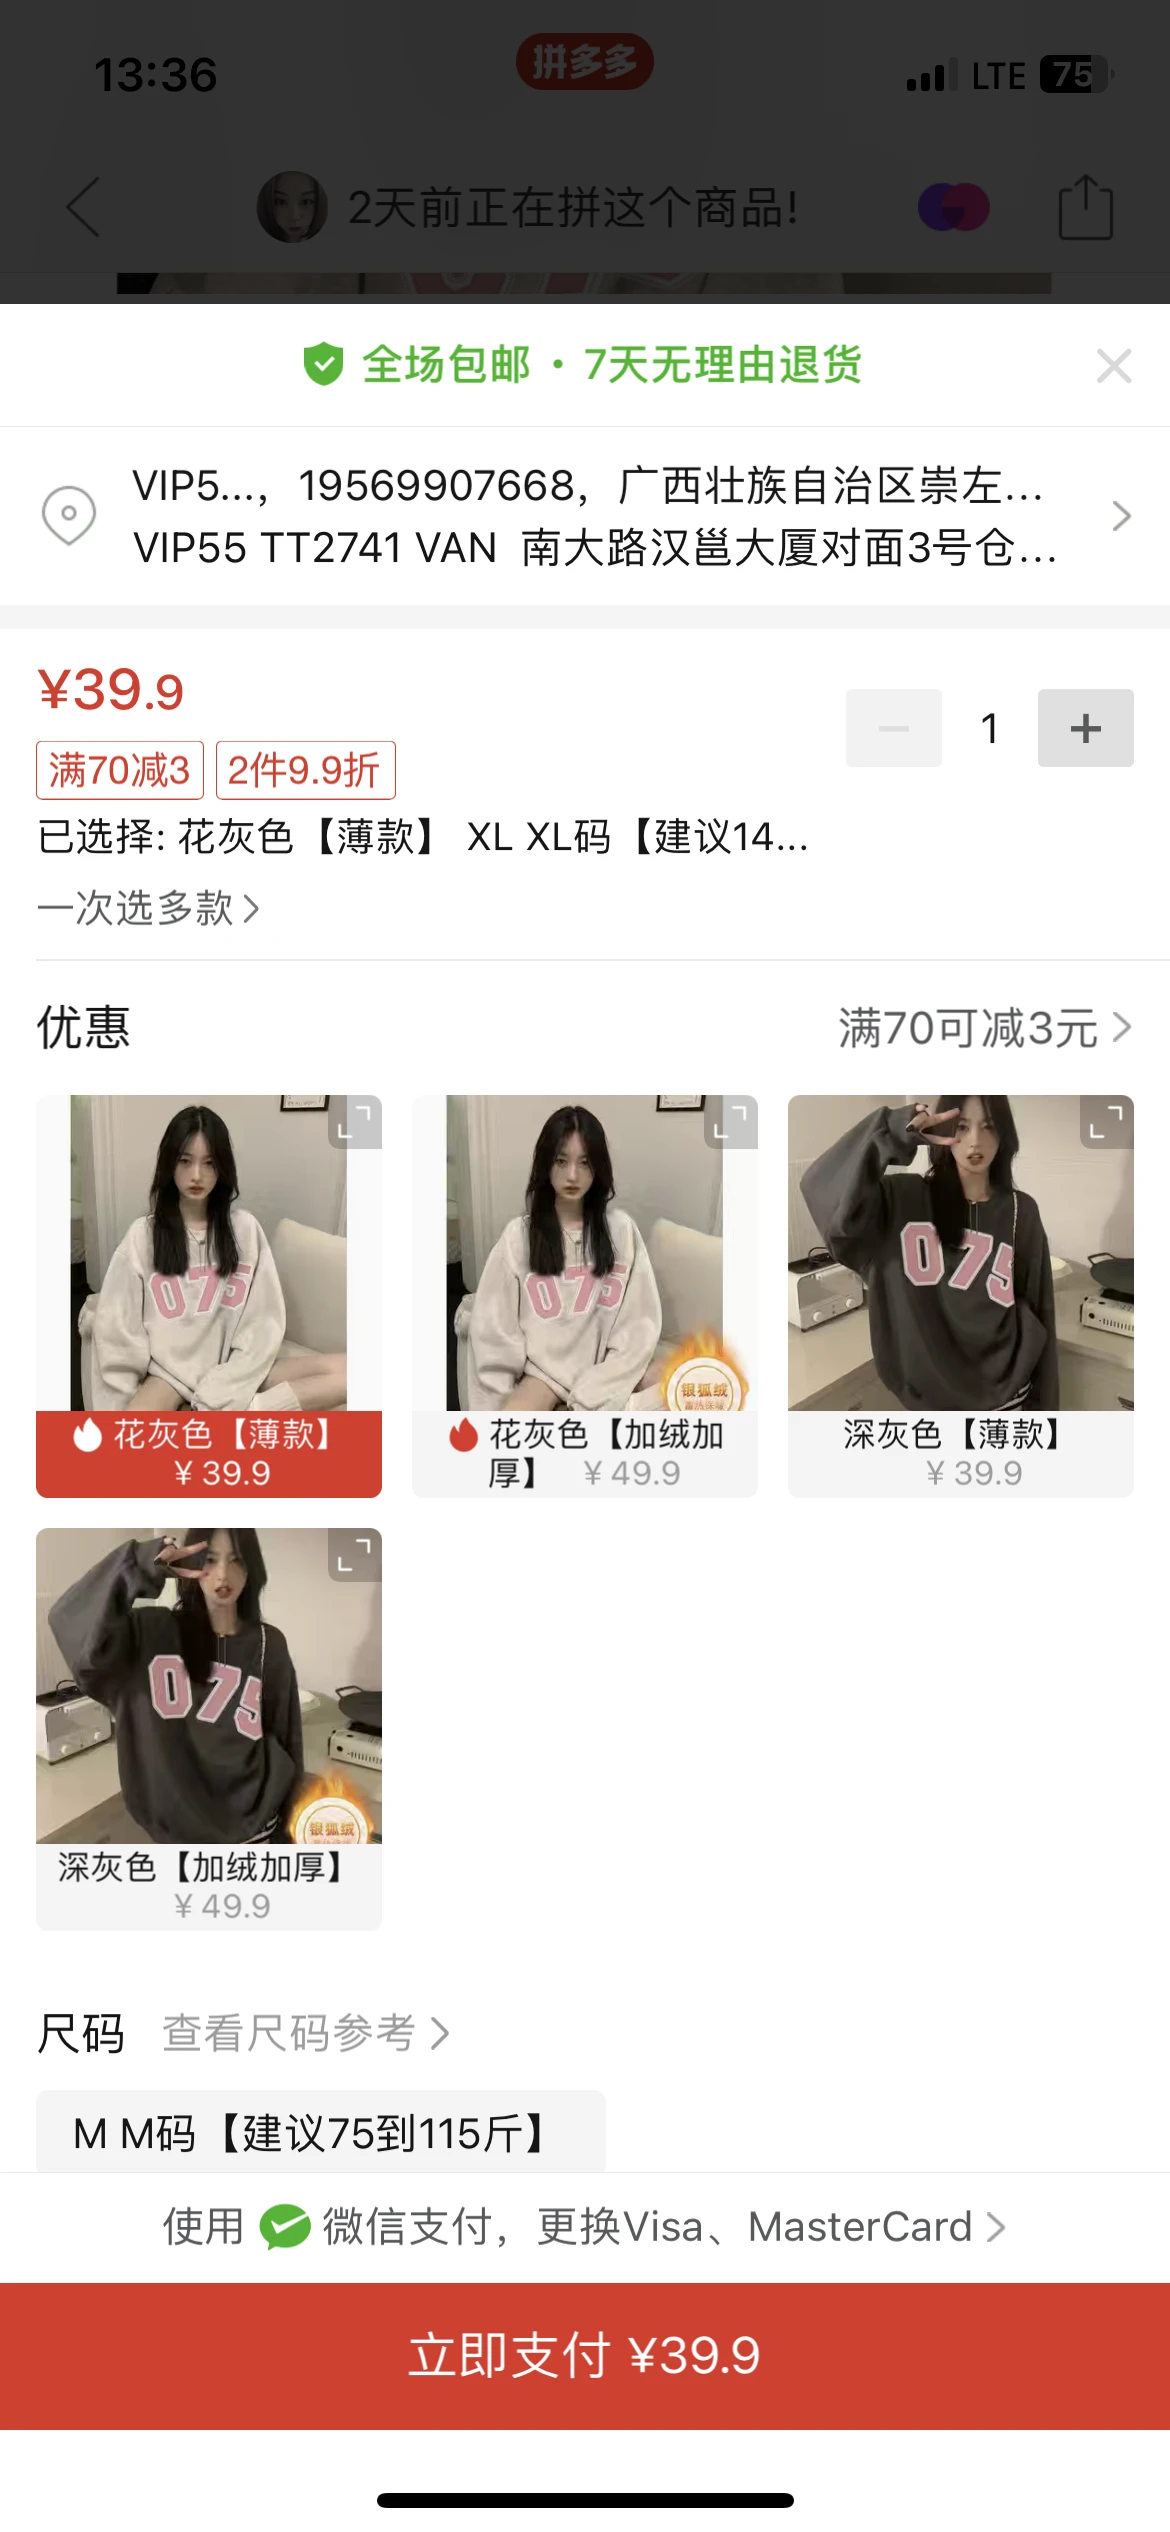 13:36
拼多多
LTE
75
2天前正在拼这个商品!
全场包邮·7天无理由退货
VIP5...，19569907668，广西壮族自治区崇左...
VIP55 TT2741 VAN 南大路汉邕大厦对面3号仓...
¥39.9
满70减3
2件9.9折
1
已选择: 花灰色【薄款】 XL XL码【建议14...
一次选多款
优惠
满70可减3元
075
075
银狐绒
075
花灰色【薄款】
¥ 39.9
花灰色【加绒加
厚】 ¥ 49.9
深灰色【薄款】
¥ 39.9
075
银狐绒
深灰色【加绒加厚】
¥ 49.9
尺码 查看尺码参考
M M码【建议75到115斤】
使用 微信支付，更换Visa、MasterCard
立即支付 ¥39.9